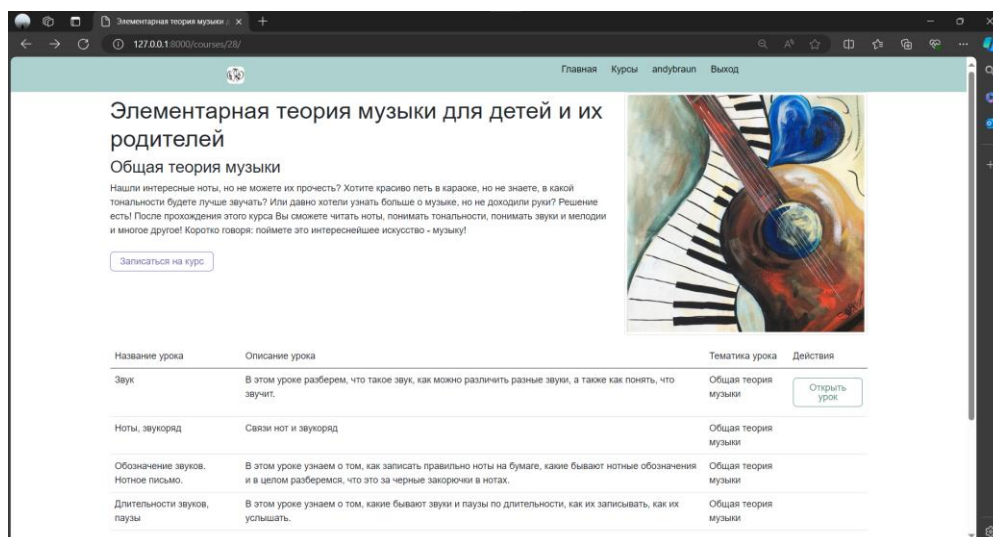 Элементарная теория музыки д
127.0.0.1:8000/courses/28/
Главная Курсы andybraun Выход
Элементарная теория музыки для детей и их
родителей
Общая теория музыки
Нашли интересные ноты, но не можете их прочесть? Хотите красиво петь в караоке, но не знаете, в какой
тональности будете лучше звучать? Или давно хотели узнать больше о музыке, но не доходили руки? Решение
есть! После прохождения этого курса Вы сможете читать ноты, понимать тональности, понимать звуки и мелодии
и многое другое! Коротко говоря: поймете это интереснейшее искусство - музыку!
Записаться на курс
Название урока Описание урока Тематика урока Действия
Звук В этом уроке разберем, что такое звук, как можно различить разные звуки, а также как понять, что Общая теория
звучит. музыки
Открыть
урок
Ноты, звукоряд Связи нот и звукоряд Общая теория
музыки
Обозначение звуков. В этом уроке узнаем о том, как записать правильно ноты на бумаге, какие бывают нотные обозначения Общая теория
Нотное письмо. и в целом разберемся, что это за черные закорючки в нотах. музыки
Длительности звуков, В этом уроке узнаем о том, какие бывают звуки и паузы по длительности, как их записывать, как их Общая теория
паузы услышать. музыки